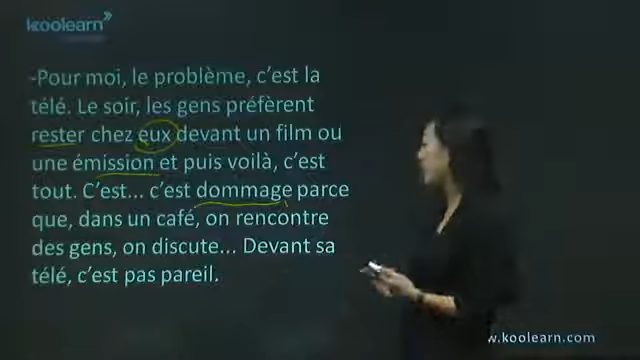 koolearn
-Pour moi, le problème, c'est la
télé. Le soir, les gens préfèrent
rester chez eux devant un film ou
une émission et puis voilà, c'est
tout. C'est... c'est dommage parce
que, dans un café, on rencontre
des gens, on discute... Devant sa
télé, c'est pas pareil.
w.koolearn.com